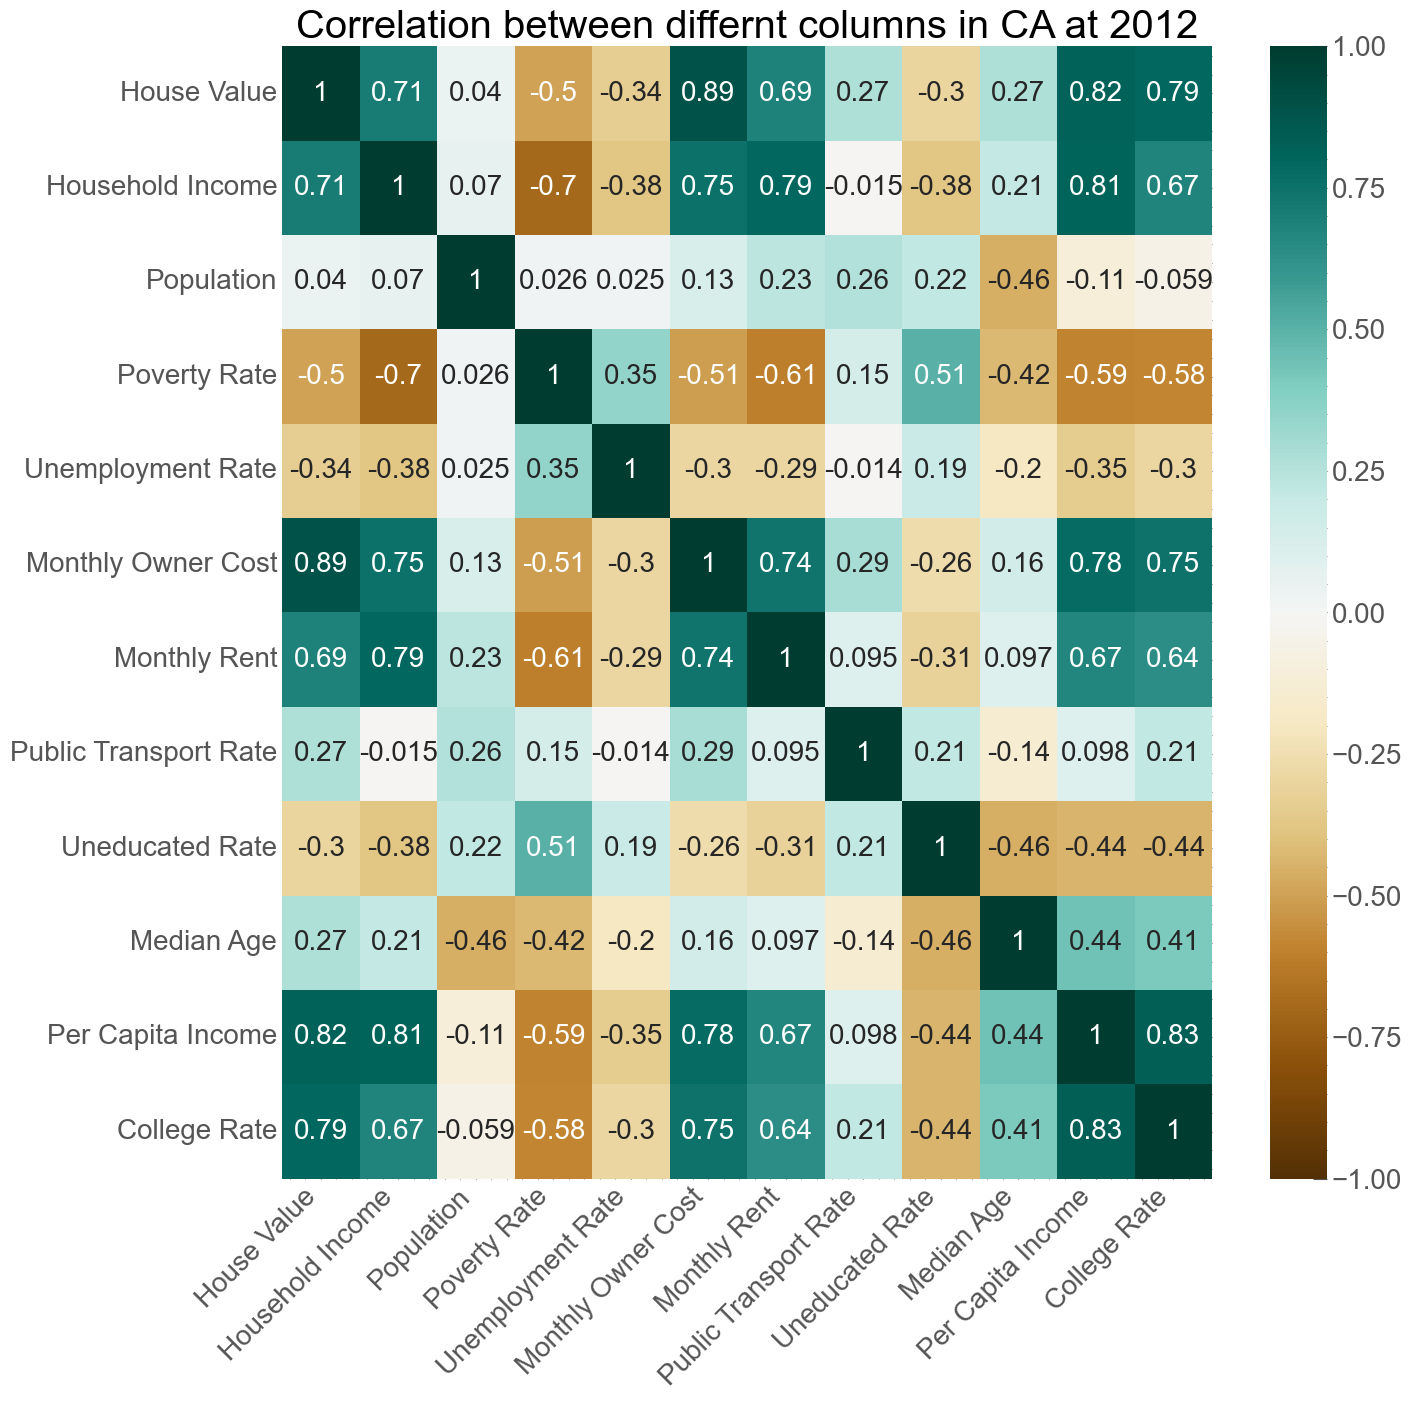 Correlation between differnt columns in CA at 2012
House Value 1 0.71 0.04 -0.5 -0.34 0.89 0.69 0.27 -0.3 0.27 0.82 0.79
Household Income 0.71 1 0.07 -0.7 -0.38 0.75 0.79 -0.015 -0.38 0.21 0.81 0.67
Population 0.04 0.07 1 0.026 0.025 0.13 0.23 0.26 0.22 -0.46 -0.11 -0.059
Poverty Rate -0.5 -0.7 0.026 1 0.35 -0.51 -0.61 0.15 0.51 -0.42 -0.59 -0.58
Unemployment Rate -0.34 -0.38 0.025 0.35 1 -0.3 -0.29 -0.014 0.19 -0.2 -0.35 -0.3
Monthly Owner Cost 0.89 0.75 0.13 -0.51 -0.3 1 0.74 0.29 -0.26 0.16 0.78 0.75
Monthly Rent 0.69 0.79 0.23 -0.61 -0.29 0.74 1 0.095 -0.31 0.097 0.67 0.64
Public Transport Rate 0.27 -0.015 0.26 0.15 -0.014 0.29 0.095 1 0.21 -0.14 0.098 0.21
Uneducated Rate -0.3 -0.38 0.22 0.51 0.19 -0.26 -0.31 0.21 1 -0.46 -0.44 -0.44
Median Age 0.27 0.21 -0.46 -0.42 -0.2 0.16 0.097 -0.14 -0.46 1 0.44 0.41
Per Capita Income 0.82 0.81 -0.11 -0.59 -0.35 0.78 0.67 0.098 -0.44 0.44 1 0.83
College Rate 0.79 0.67 -0.059 -0.58 -0.3 0.75 0.64 0.21 -0.44 0.41 0.83 1
House Value
Household Income
Population
Poverty Rate
Unemployment Rate
Monthly Owner Cost
Monthly Rent
Public Transport Rate
Uneducated Rate
Median Age
Per Capita Income
College Rate
1.00
0.75
0.50
0.25
0.00
−0.25
−0.50
−0.75
−1.00